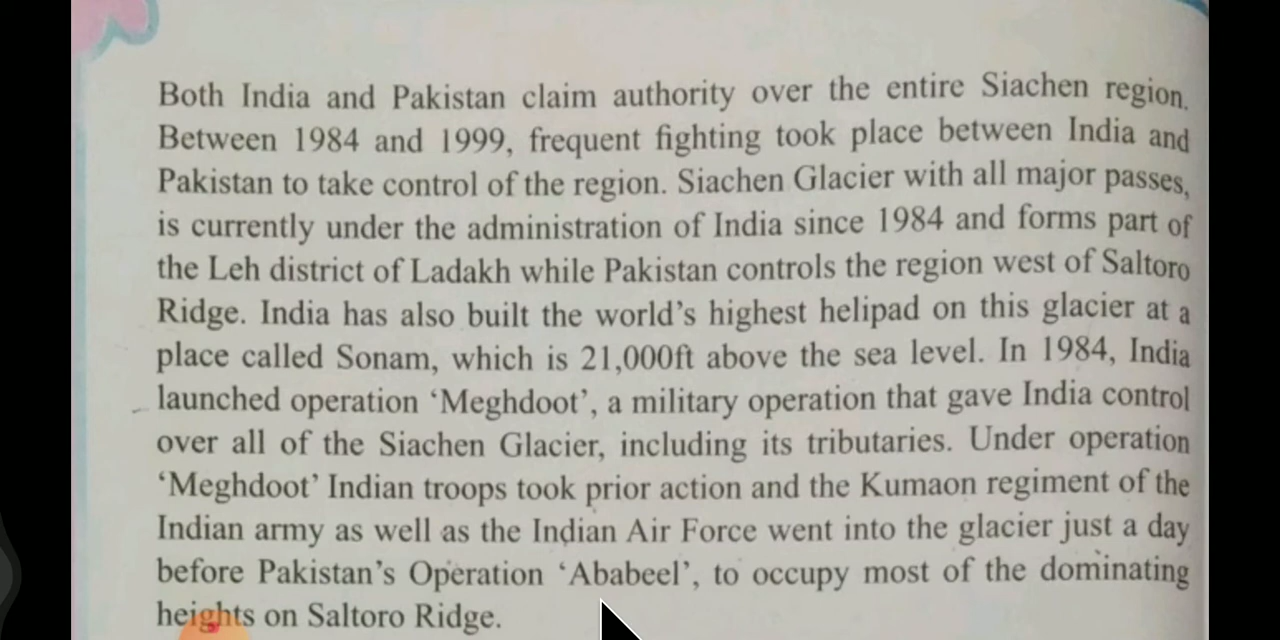 Both India and Pakistan claim authority over the entire Siachen region.
Between 1984 and 1999, frequent fighting took place between India and
Pakistan to take control of the region. Siachen Glacier with all major passes,
is currently under the administration of India since 1984 and forms part of
the Leh district of Ladakh while Pakistan controls the region west of Saltoro
Ridge. India has also built the world's highest helipad on this glacier at a
place called Sonam, which is 21,000ft above the sea level. In 1984, India
launched operation ‘Meghdoot’, a military operation that gave India control
over all of the Siachen Glacier, including its tributaries. Under operation
‘Meghdoot’ Indian troops took prior action and the Kumaon regiment of the
Indian army as well as the Indian Air Force went into the glacier just a day
before Pakistan's Operation ‘Ababeel’, to occupy most of the dominating
heights on Saltoro Ridge.